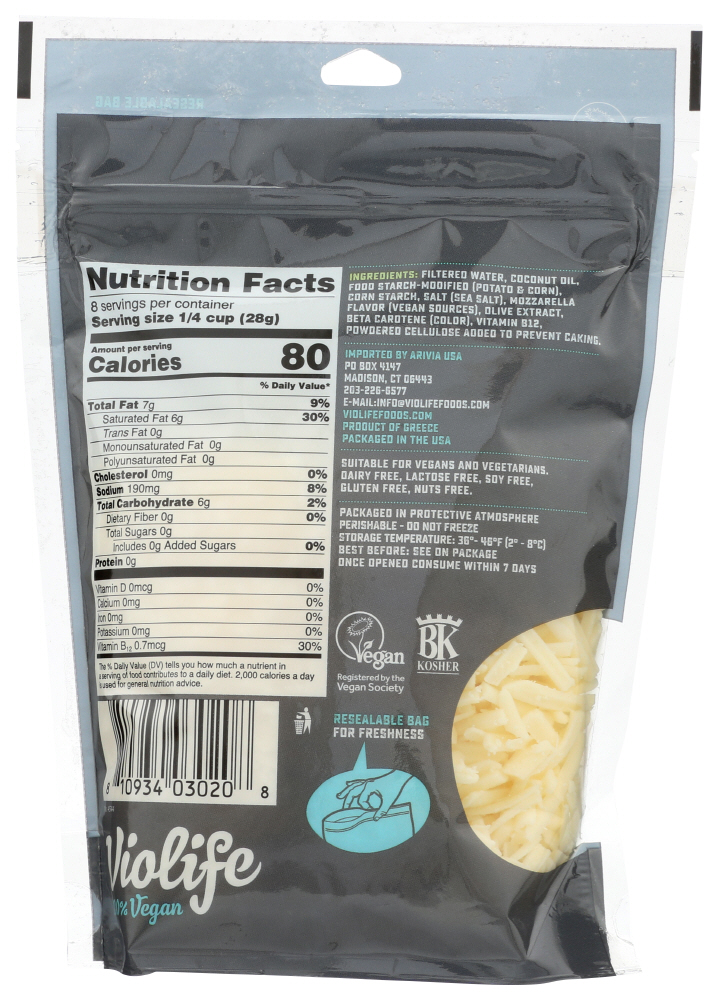 RESEALABLE BAG
Nutrition Facts
8 servings per container
Serving size 1/4 cup (28g)
Amount per serving
Calories 80
% Daily Value*
Total Fat 7g 9%
Saturated Fat 6g 30%
Trans Fat 0g
Monounsaturated Fat 0g
Polyunsaturated Fat 0g
Cholesterol 0mg 0%
Sodium 190mg 8%
Total Carbohydrate 6g 2%
Dietary Fiber 0g 0%
Total Sugars 0g
Includes 0g Added Sugars 0%
Protein 0g
Vitamin D 0mcg 0%
Calcium 0mg 0%
Iron 0mg 0%
Potassium 0mg 0%
Vitamin B12 0.7mcg 30%
The % Daily Value (DV) tells you how much a nutrient in
a serving of food contributes to a daily diet. 2,000 calories a day
is used for general nutrition advice.
INGREDIENTS: FILTERED WATER, COCONUT OIL,
FOOD STARCH-MODIFIED (POTATO & CORN),
CORN STARCH, SALT (SEA SALT), MOZZARELLA
FLAVOR (VEGAN SOURCES), OLIVE EXTRACT,
BETA CAROTENE (COLOR), VITAMIN B12,
POWDERED CELLULOSE ADDED TO PREVENT CAKING.
IMPORTED BY ARIVIA USA
PO BOX 4147
MADISON, CT 06443
203-226-6577
E-MAIL:INFO@VIOLIFEFOODS.COM
VIOLIFEFOODS.COM
PRODUCT OF GREECE
PACKAGED IN THE USA
SUITABLE FOR VEGANS AND VEGETARIANS.
DAIRY FREE, LACTOSE FREE, SOY FREE,
GLUTEN FREE, NUTS FREE.
PACKAGED IN PROTECTIVE ATMOSPHERE
PERISHABLE - DO NOT FREEZE
STORAGE TEMPERATURE: 36°- 46°F (2° - 8°C)
BEST BEFORE: SEE ON PACKAGE
ONCE OPENED CONSUME WITHIN 7 DAYS
Vegan
Registered by the
Vegan Society
BK
KOSHER
RESEALABLE BAG
FOR FRESHNESS
8 10934 03020 8
Violife
Vegan